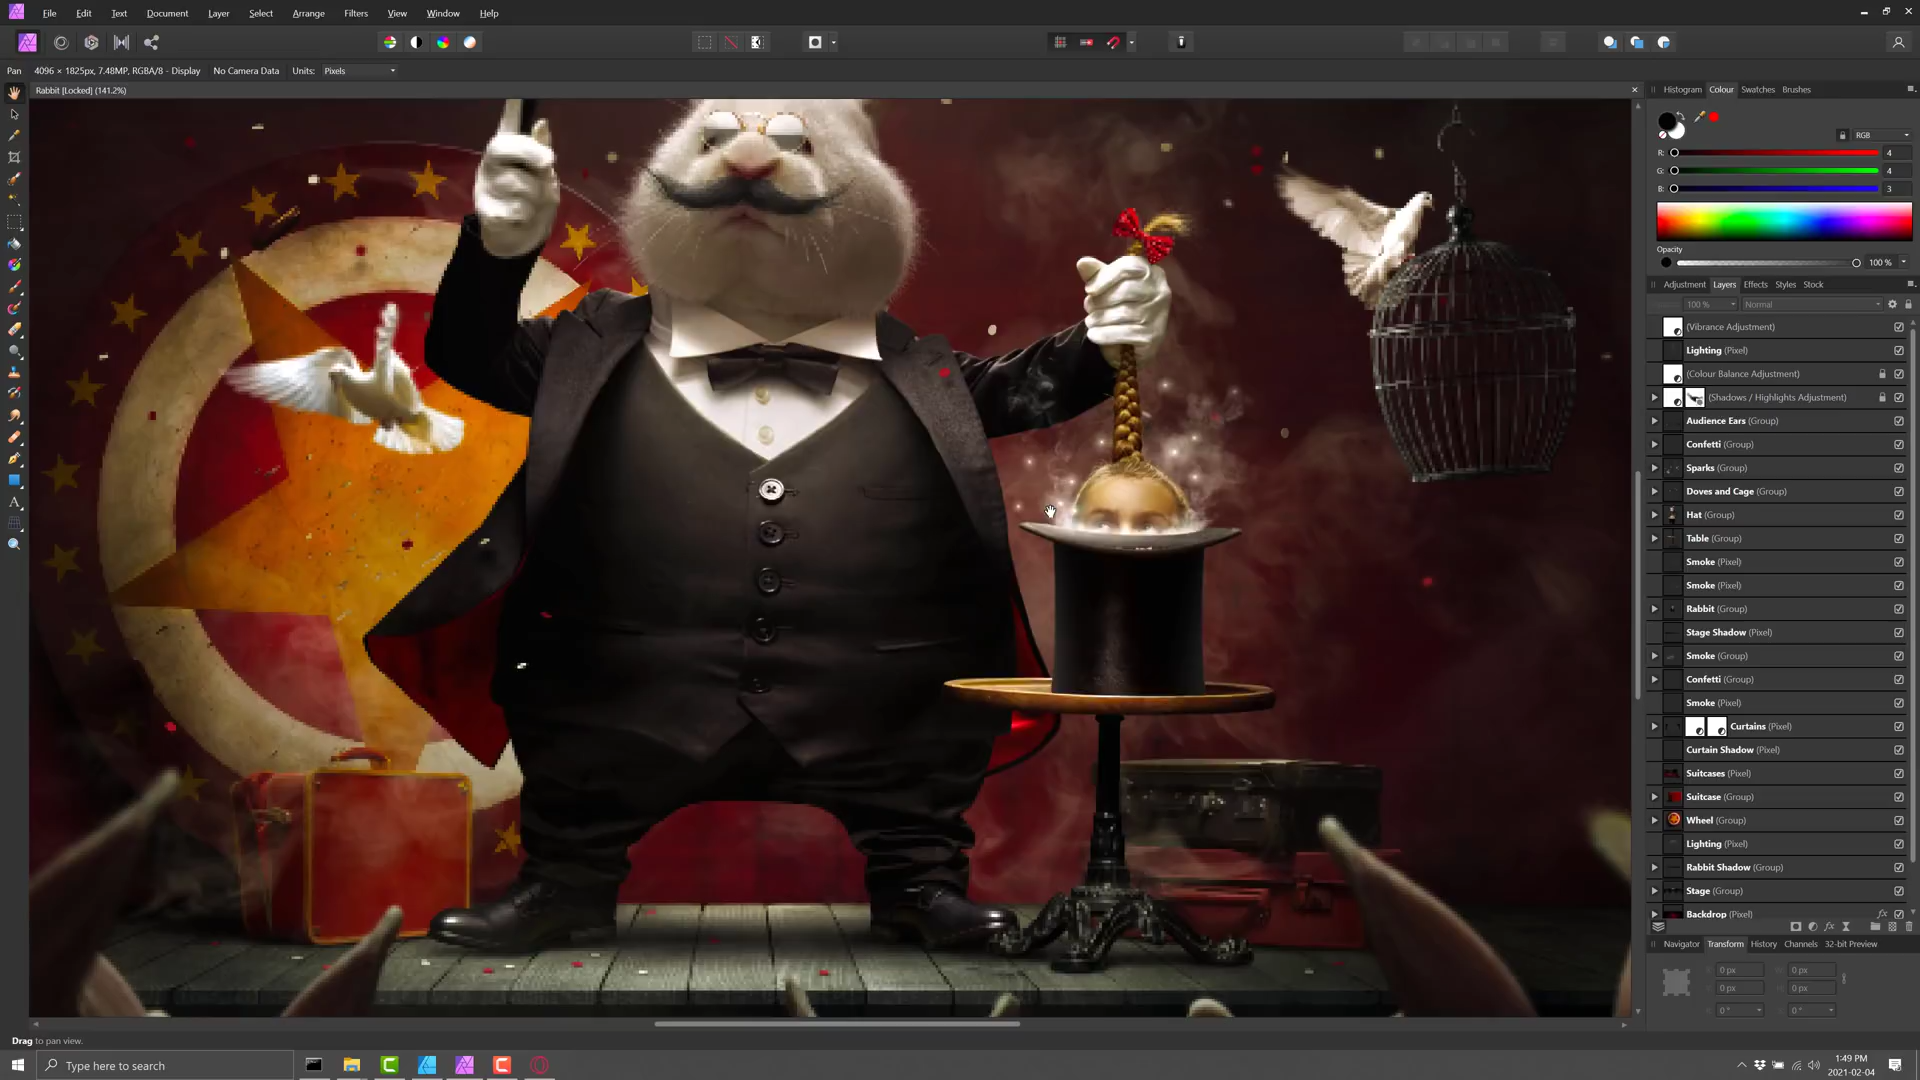 File Edit Text Document Layer Select Arrange Filters View Window Help
Pan 4096 × 1825px, 7.48MP, RGBA/8 - Display No Camera Data Units: Pixels
Rabbit [Locked] (141.2%)
Histogram Colour Swatches Brushes
RGB
R: 4
G: 4
B: 3
Opacity
100 %
Adjustment Layers Effects Styles Stock
100 % Normal
(Vibrance Adjustment)
Lighting (Pixel)
(Colour Balance Adjustment)
(Shadows / Highlights Adjustment)
Audience Ears (Group)
Confetti (Group)
Sparks (Group)
Doves and Cage (Group)
Hat (Group)
Table (Group)
Smoke (Pixel)
Smoke (Pixel)
Rabbit (Group)
Stage Shadow (Pixel)
Smoke (Group)
Confetti (Group)
Smoke (Pixel)
Curtains (Pixel)
Curtain Shadow (Pixel)
Suitcases (Pixel)
Suitcase (Group)
Wheel (Group)
Lighting (Pixel)
Rabbit Shadow (Group)
Stage (Group)
Backdrop (Pixel) fx
fx
Navigator Transform History Channels 32-bit Preview
0 px 0 px
0 px 0 px
0 ° 0 °
Drag to pan view.
Type here to search
1:49 PM
2021-02-04